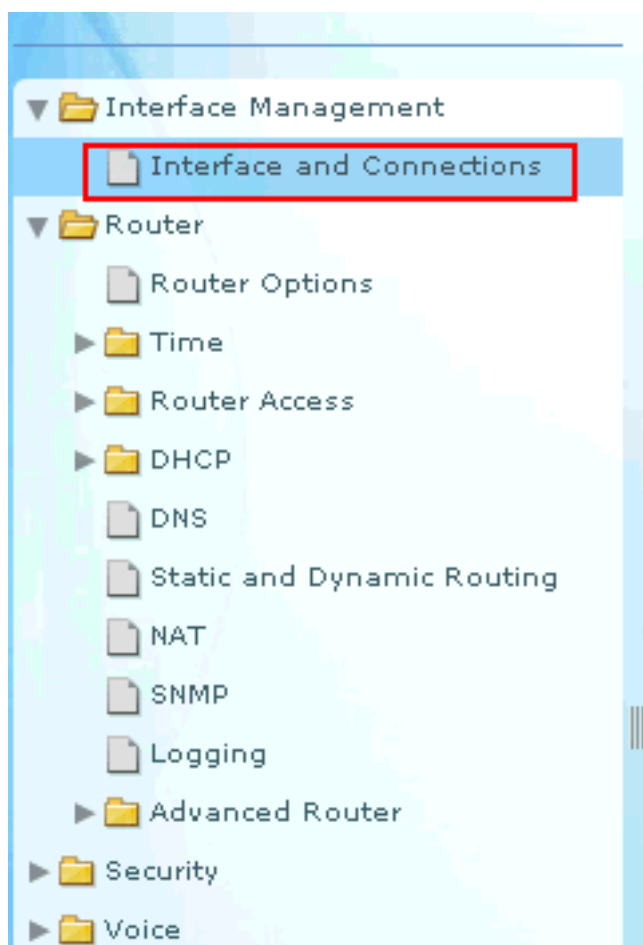 Interface Management
Interface and Connections
Router
Router Options
Time
Router Access
DHCP
DNS
Static and Dynamic Routing
NAT
SNMP
Logging
Advanced Router
Security
Voice